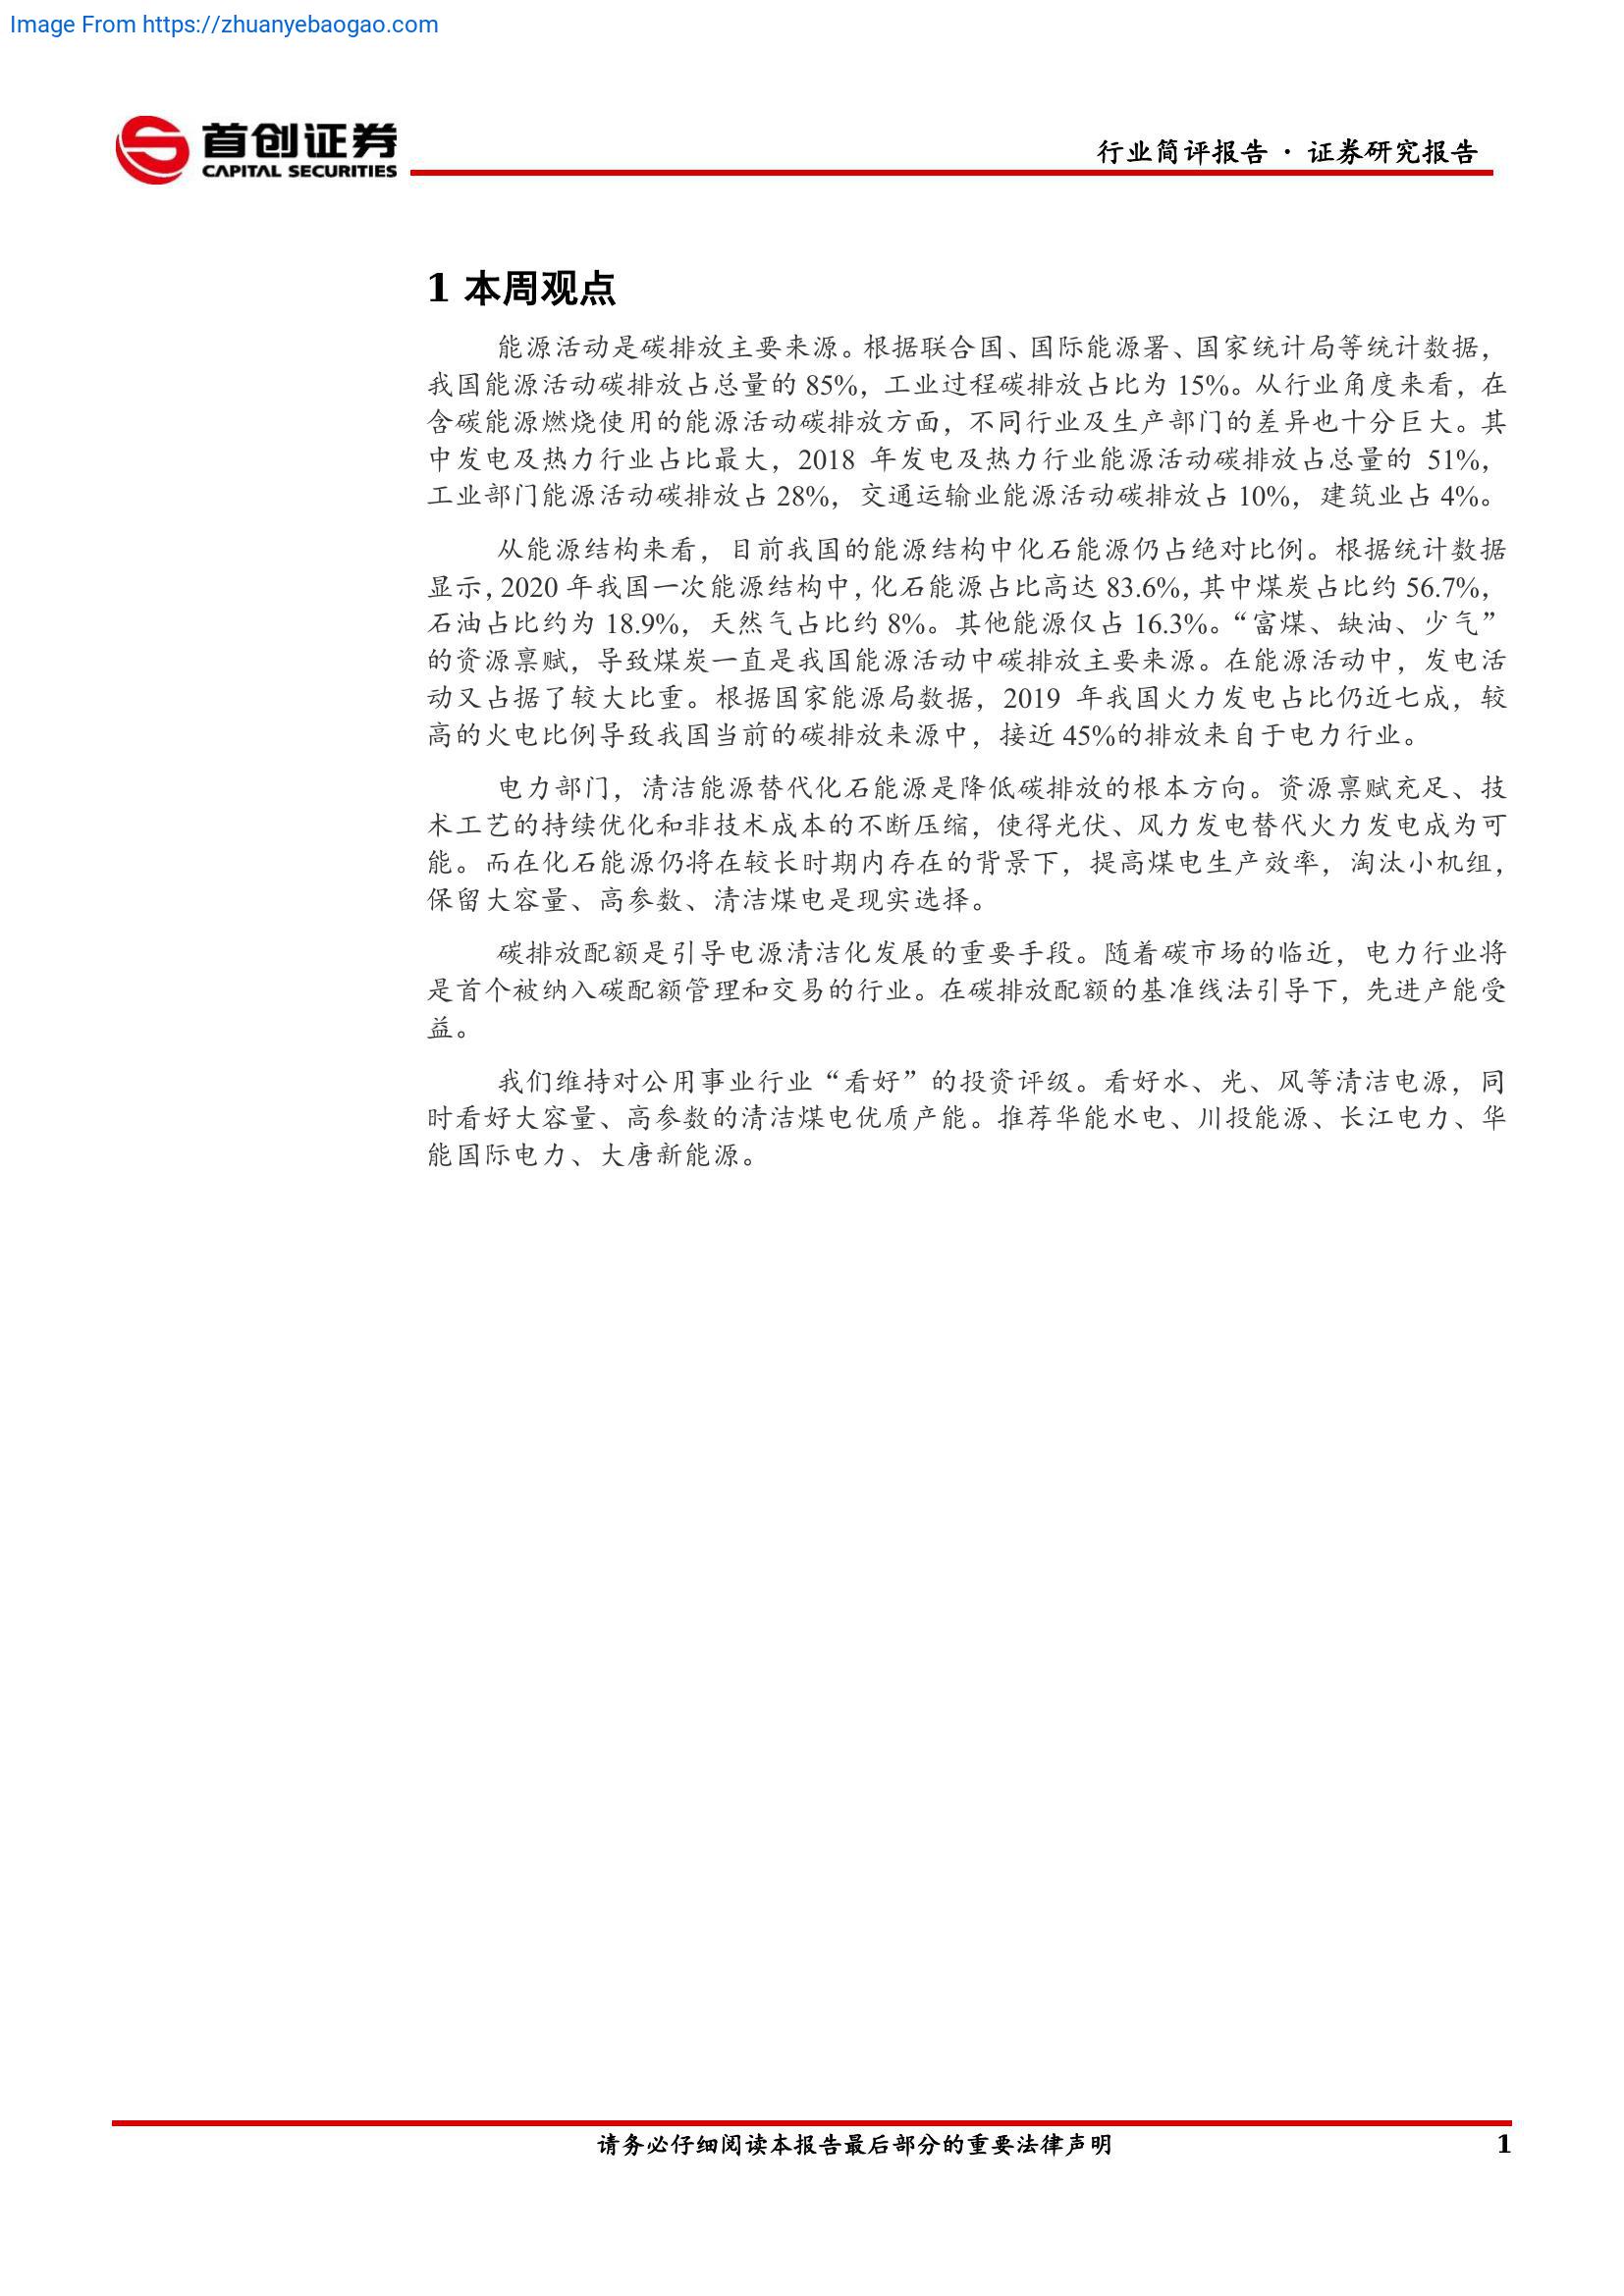 Image From https://zhuanyebaogao.com
首创证券
CAPITAL SECURITIES
行业简评报告 · 证券研究报告
1 本周观点
能源活动是碳排放主要来源。根据联合国、国际能源署、国家统计局等统计数据，
我国能源活动碳排放占总量的 85%，工业过程碳排放占比为 15%。从行业角度来看，在
含碳能源燃烧使用的能源活动碳排放方面，不同行业及生产部门的差异也十分巨大。其
中发电及热力行业占比最大，2018 年发电及热力行业能源活动碳排放占总量的 51%，
工业部门能源活动碳排放占 28%，交通运输业能源活动碳排放占 10%，建筑业占 4%。
从能源结构来看，目前我国的能源结构中化石能源仍占绝对比例。根据统计数据
显示，2020 年我国一次能源结构中，化石能源占比高达 83.6%，其中煤炭占比约 56.7%，
石油占比约为 18.9%，天然气占比约 8%。其他能源仅占 16.3%。“富煤、缺油、少气”
的资源禀赋，导致煤炭一直是我国能源活动中碳排放主要来源。在能源活动中，发电活
动又占据了较大比重。根据国家能源局数据，2019 年我国火力发电占比仍近七成，较
高的火电比例导致我国当前的碳排放来源中，接近 45%的排放来自于电力行业。
电力部门，清洁能源替代化石能源是降低碳排放的根本方向。资源禀赋充足、技
术工艺的持续优化和非技术成本的不断压缩，使得光伏、风力发电替代火力发电成为可
能。而在化石能源仍将在较长时期内存在的背景下，提高煤电生产效率，淘汰小机组，
保留大容量、高参数、清洁煤电是现实选择。
碳排放配额是引导电源清洁化发展的重要手段。随着碳市场的临近，电力行业将
是首个被纳入碳配额管理和交易的行业。在碳排放配额的基准线法引导下，先进产能受
益。
我们维持对公用事业行业“看好”的投资评级。看好水、光、风等清洁电源，同
时看好大容量、高参数的清洁煤电优质产能。推荐华能水电、川投能源、长江电力、华
能国际电力、大唐新能源。
请务必仔细阅读本报告最后部分的重要法律声明
1